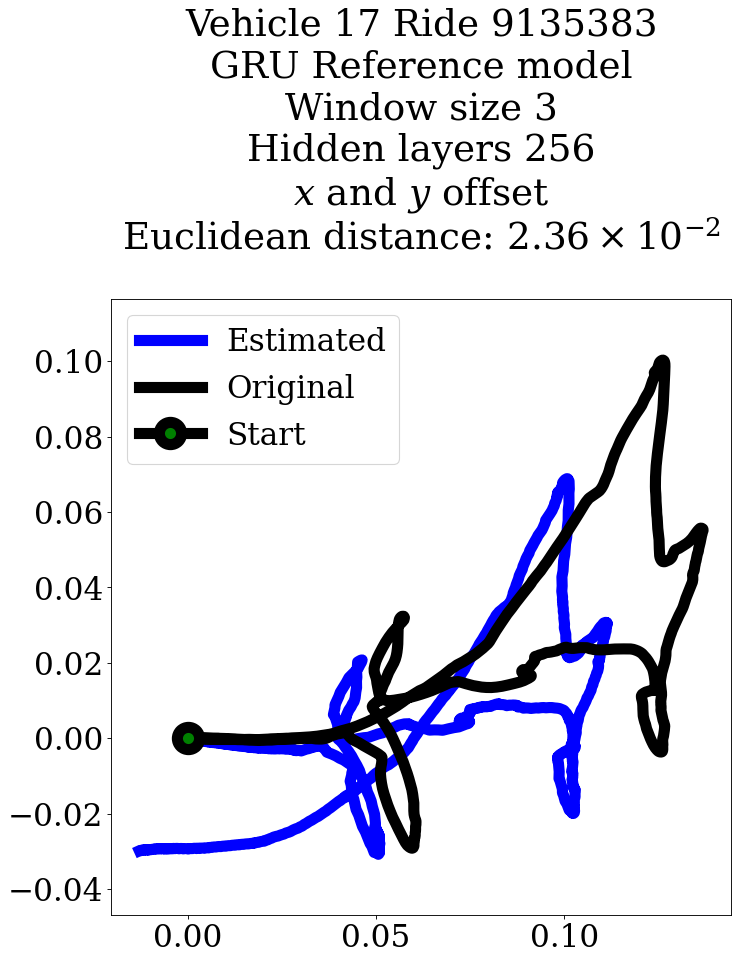 Vehicle 17 Ride 9135383
GRU Reference model
Window size 3
Hidden layers 256
x and y offset
Euclidean distance: 2.36 × 10⁻²
Estimated
Original
Start
0.10
0.08
0.06
0.04
0.02
0.00
−0.02
−0.04
0.00 0.05 0.10